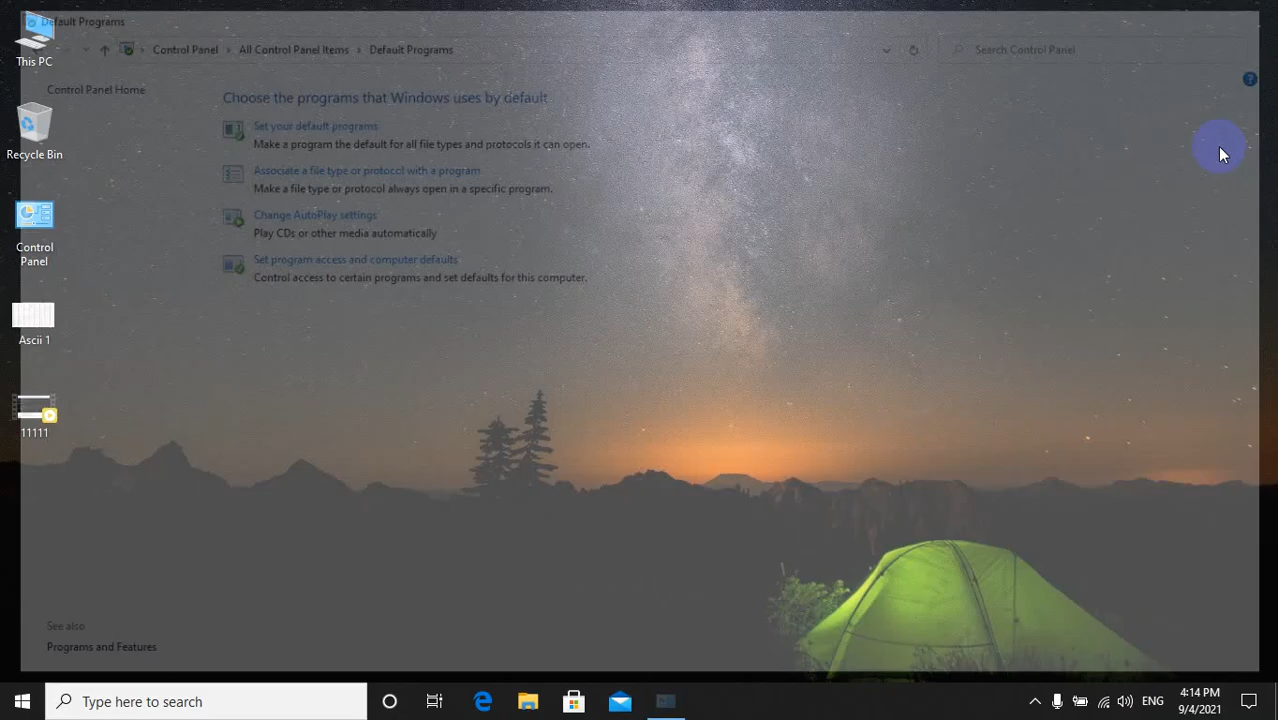 Default Programs
Control Panel
All Control Panel Items
Default Programs
Search Control Panel
Control Panel Home
Choose the programs that Windows uses by default
Set your default programs
Make a program the default for all file types and protocols it can open.
Associate a file type or protocol with a program
Make a file type or protocol always open in a specific program.
Change AutoPlay settings
Play CDs or other media automatically
Set program access and computer defaults
Control access to certain programs and set defaults for this computer.
See also
Programs and Features
?
This PC
Recycle Bin
Control
Panel
Ascii 1
11111
Type here to search
ENG
4:14 PM
9/4/2021